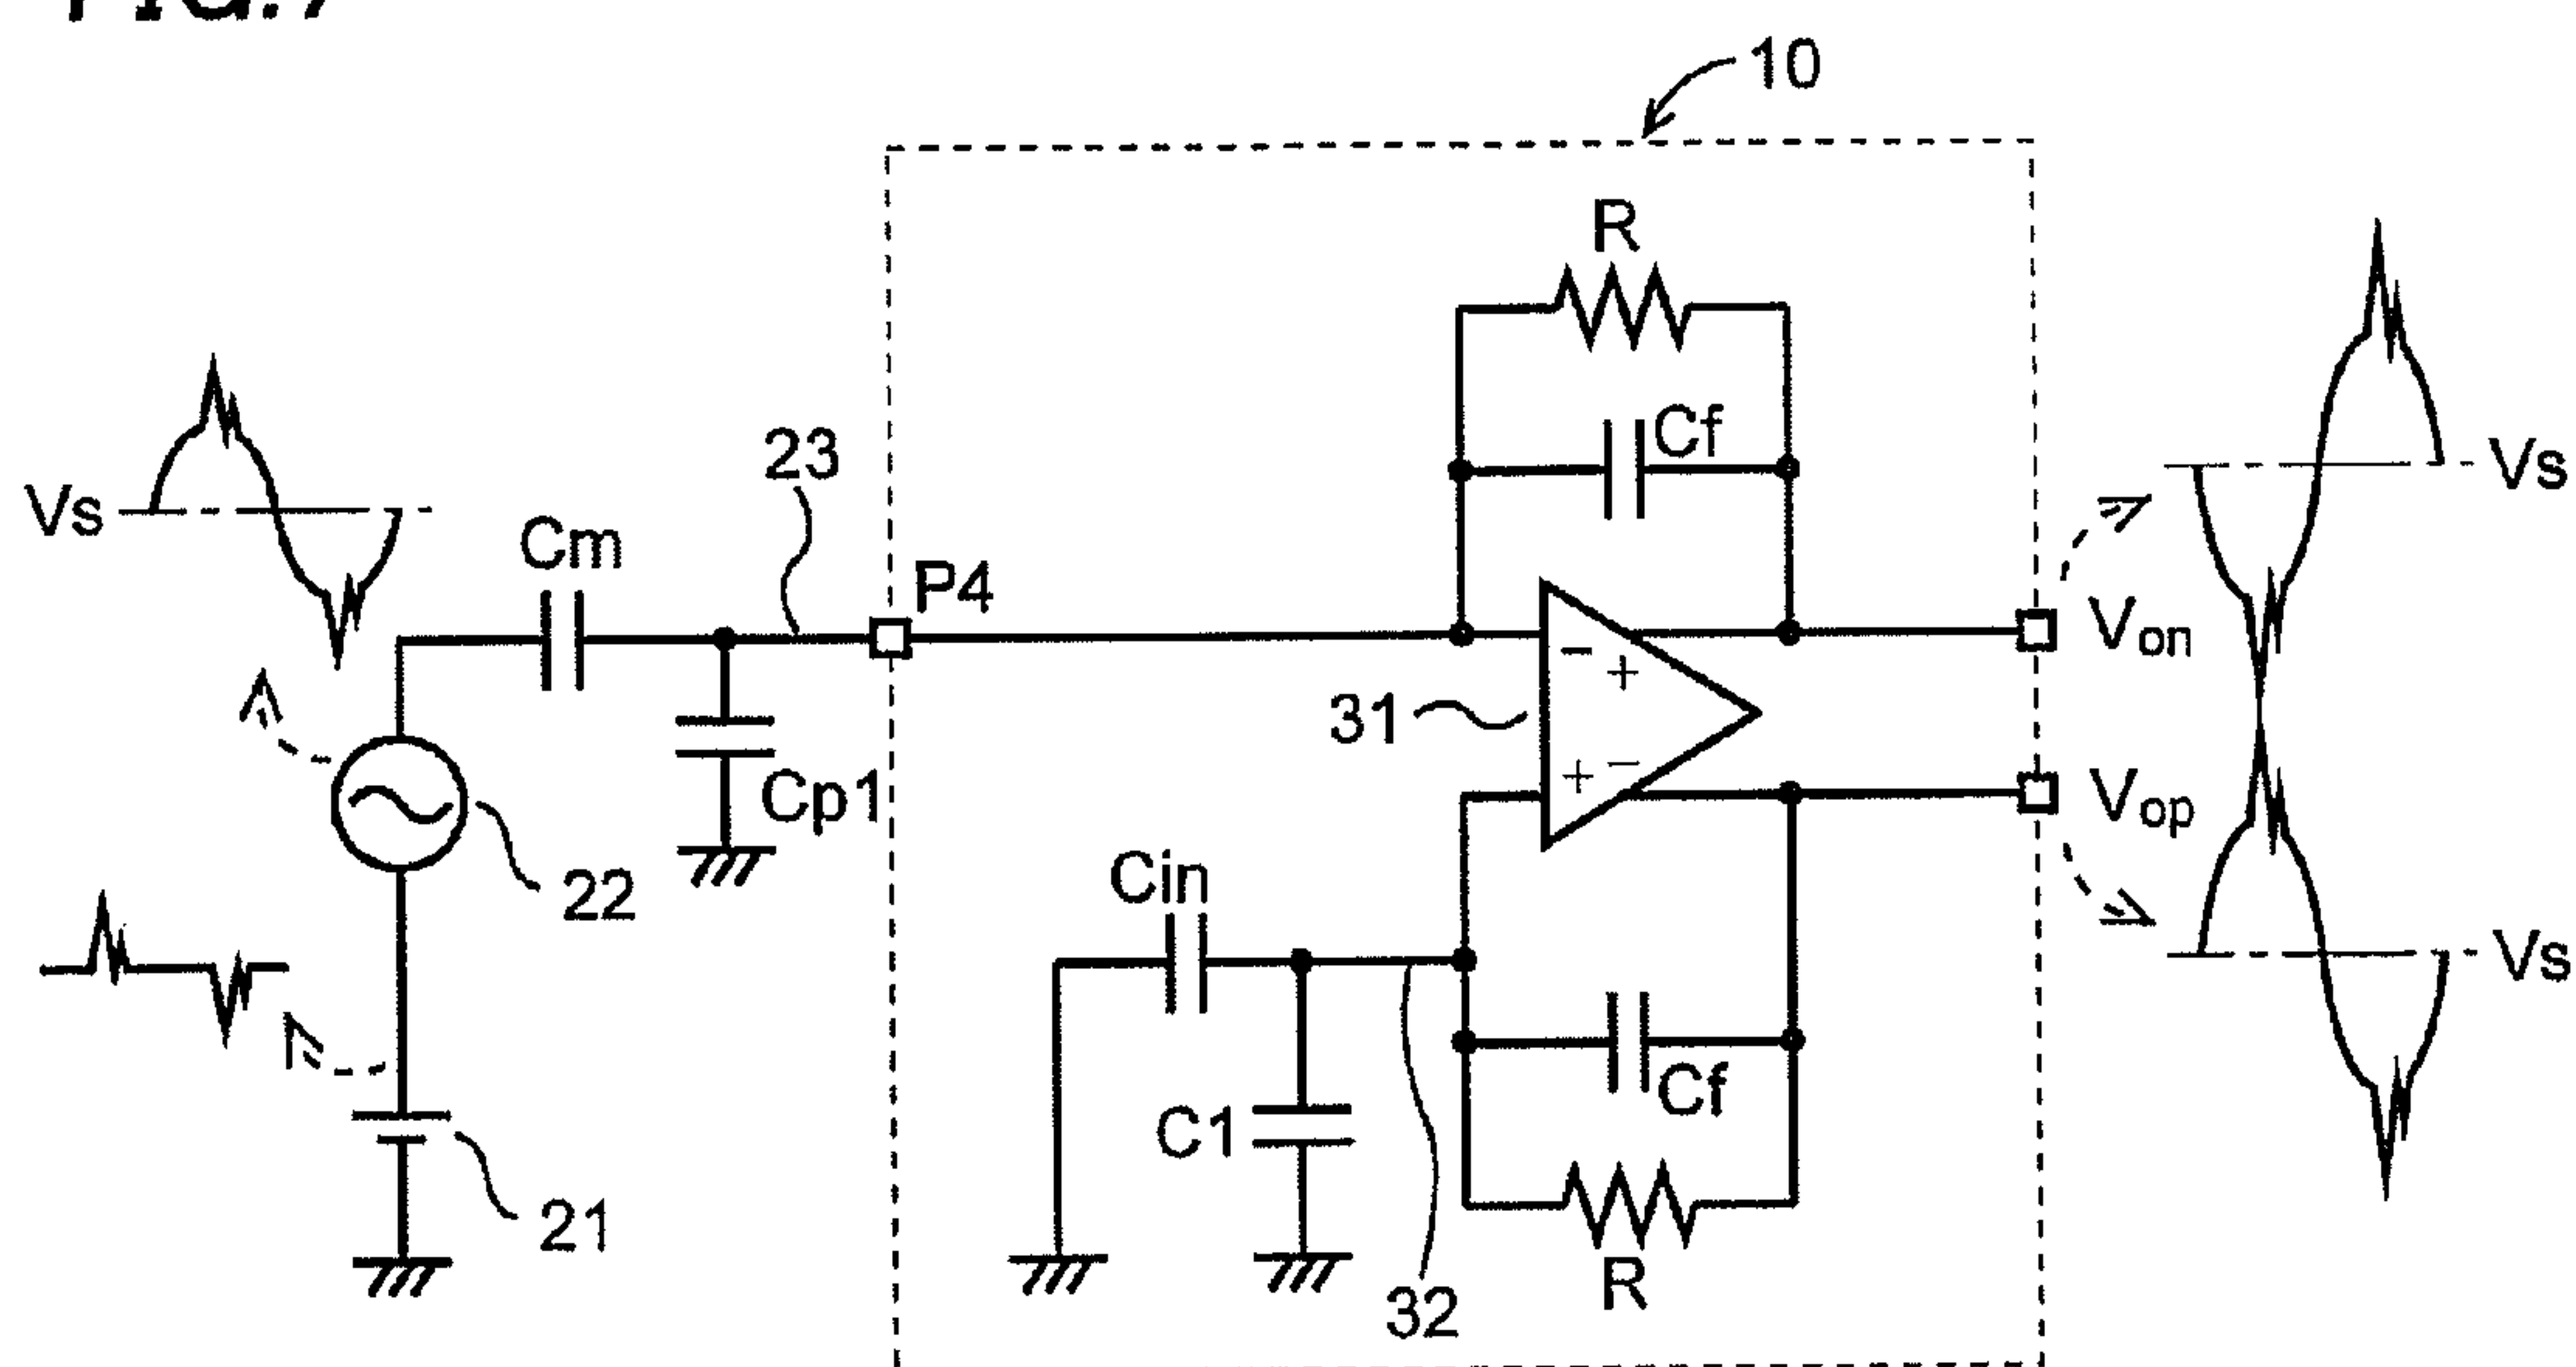 FIG.7
10
R
Cf
23
Vs
Cm
P4
Vs
Von
31
- +
+ -
Cp1
22
Vop
Cin
Vs
Cf
C1
21
R
32